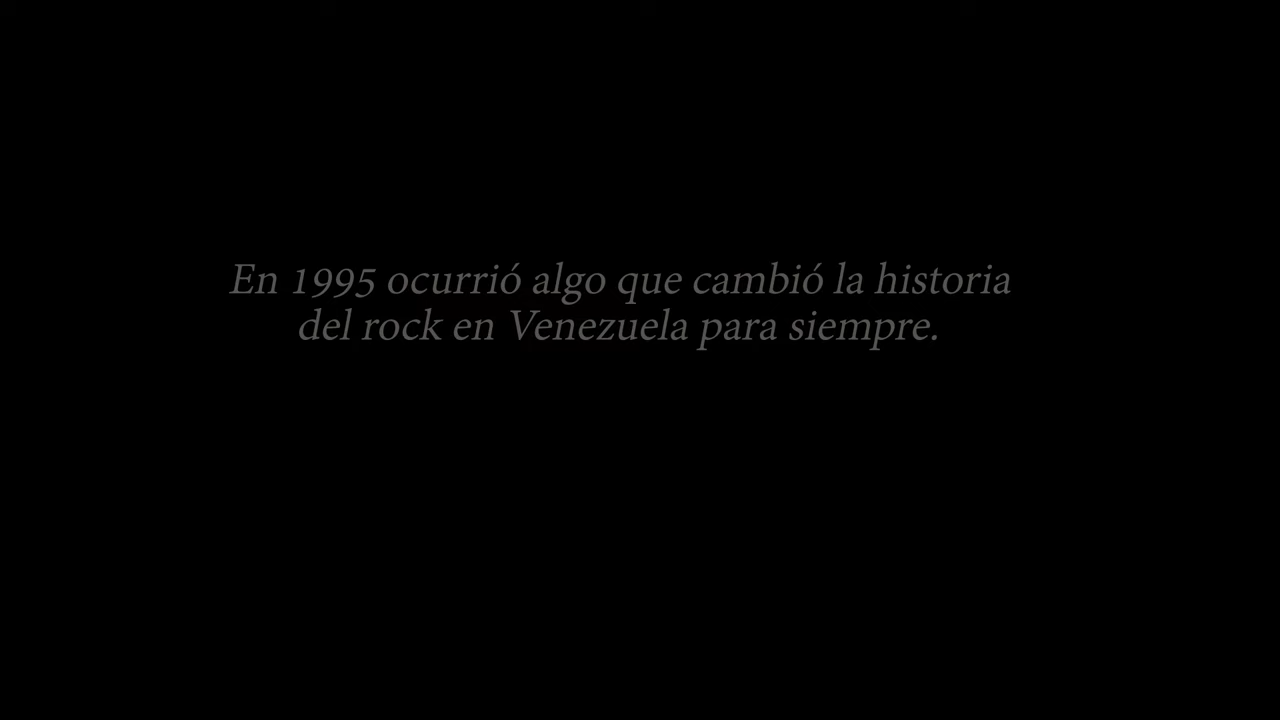 En 1995 ocurrió algo que cambió la historia
del rock en Venezuela para siempre.